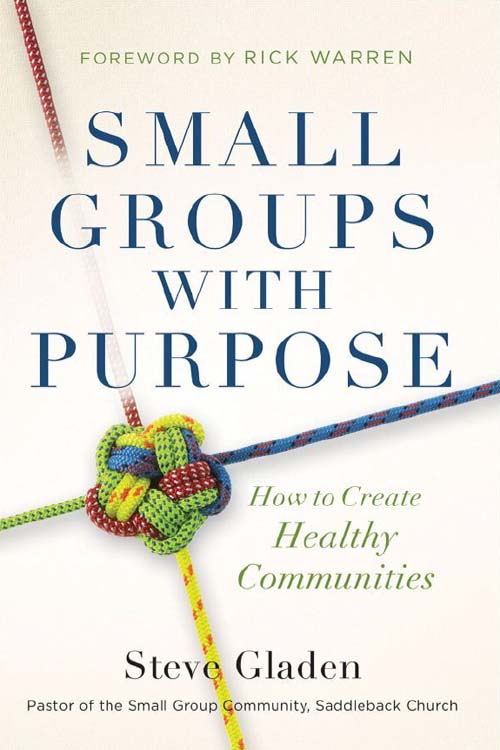 FOREWORD BY RICK WARREN
SMALL
GROUPS
WITH
PURPOSE
How to Create
Healthy
Communities
Steve Gladen
Pastor of the Small Group Community, Saddleback Church